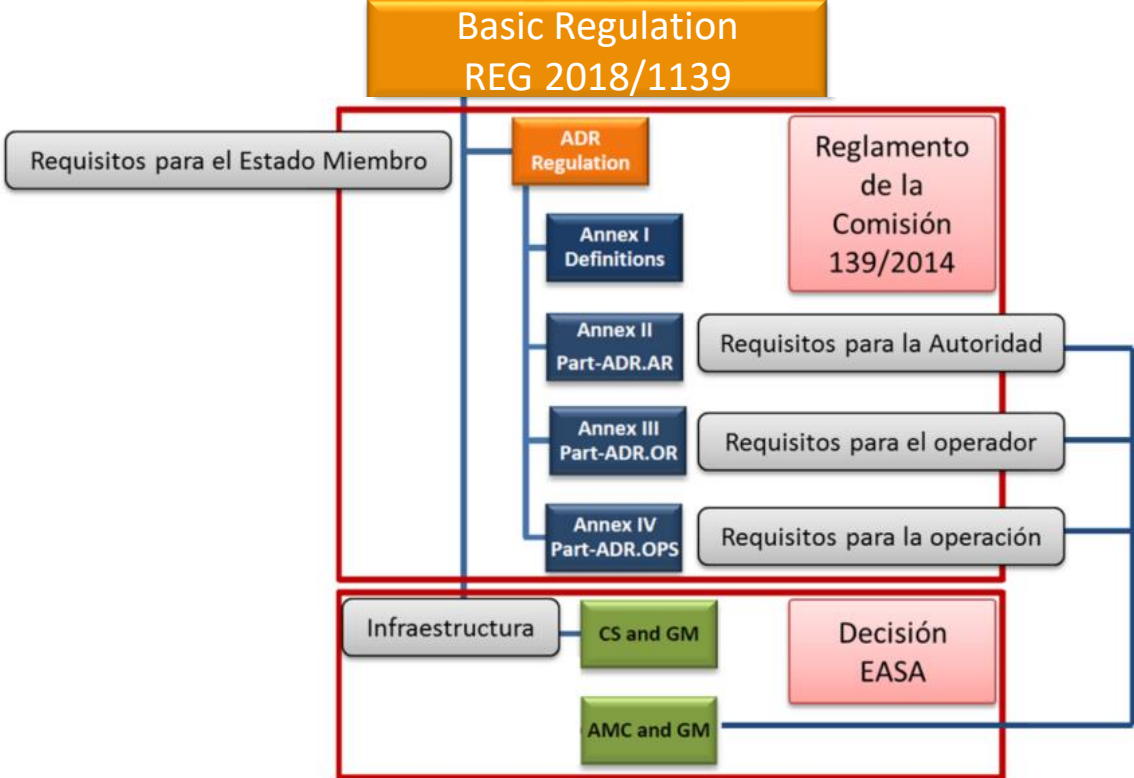 Basic Regulation
REG 2018/1139
Requisitos para el Estado Miembro
ADR
Regulation
Reglamento
de la
Comisión
139/2014
Annex I
Definitions
Annex II
Part-ADR.AR
Requisitos para la Autoridad
Annex III
Part-ADR.OR
Requisitos para el operador
Annex IV
Part-ADR.OPS
Requisitos para la operación
Infraestructura
CS and GM
Decisión
EASA
AMC and GM